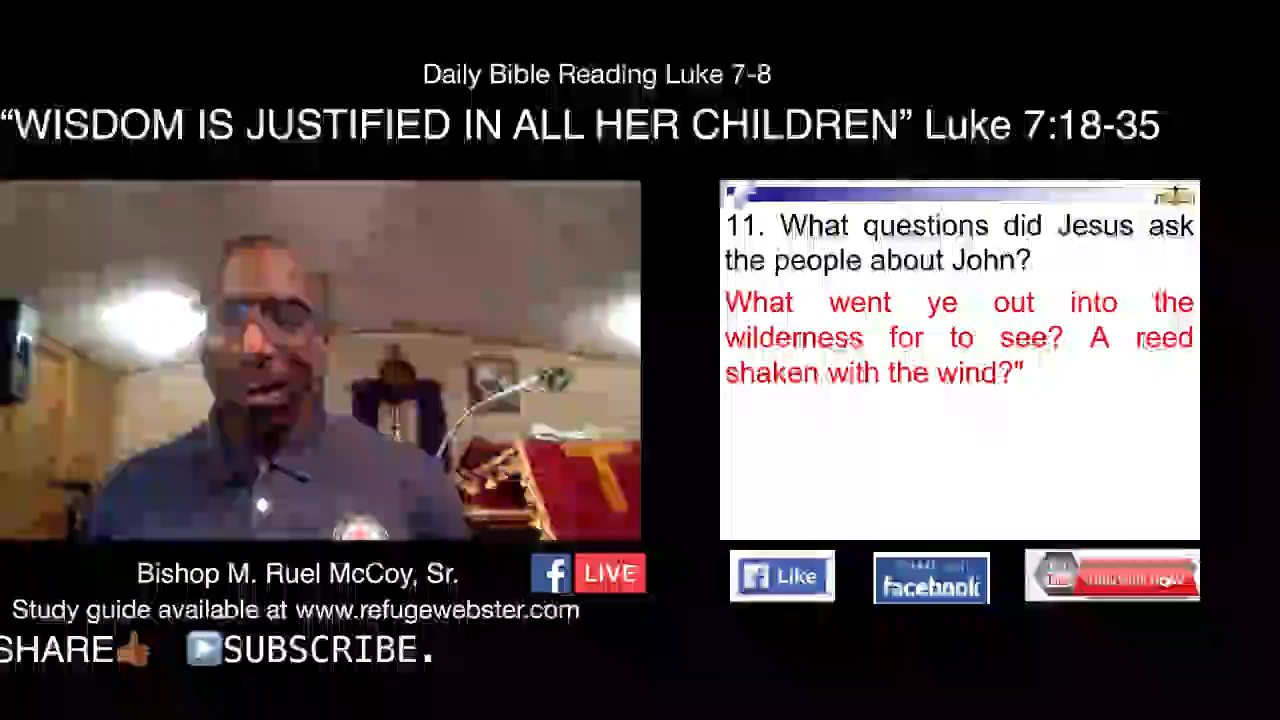 Daily Bible Reading Luke 7-8
“WISDOM IS JUSTIFIED IN ALL HER CHILDREN” Luke 7:18-35
11. What questions did Jesus ask
the people about John?
What went ye out into the
wilderness for to see? A reed
shaken with the wind?"
Bishop M. Ruel McCoy, Sr.
f LIVE
Study guide available at www.refugewebster.com
SHARE
SUBSCRIBE.
f Like
facebook